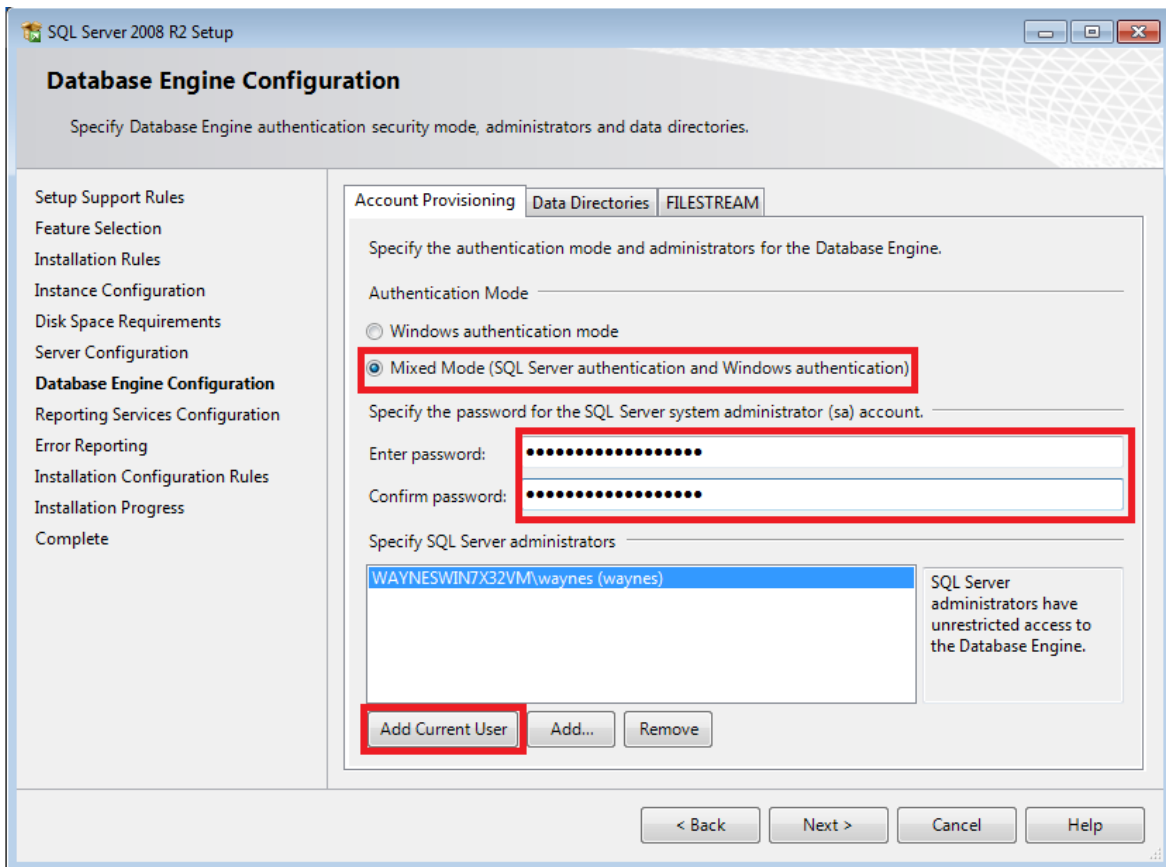 SQL Server 2008 R2 Setup
Database Engine Configuration
Specify Database Engine authentication security mode, administrators and data directories.
Setup Support Rules
Feature Selection
Installation Rules
Instance Configuration
Disk Space Requirements
Server Configuration
Database Engine Configuration
Reporting Services Configuration
Error Reporting
Installation Configuration Rules
Installation Progress
Complete
Account Provisioning Data Directories FILESTREAM
Specify the authentication mode and administrators for the Database Engine.
Authentication Mode
Windows authentication mode
Mixed Mode (SQL Server authentication and Windows authentication)
Specify the password for the SQL Server system administrator (sa) account.
Enter password: ••••••••••••••••••
Confirm password: ••••••••••••••••••
Specify SQL Server administrators
WAYNESWIN7X32VM\waynes (waynes)
SQL Server
administrators have
unrestricted access to
the Database Engine.
Add Current User Add... Remove
< Back Next > Cancel Help